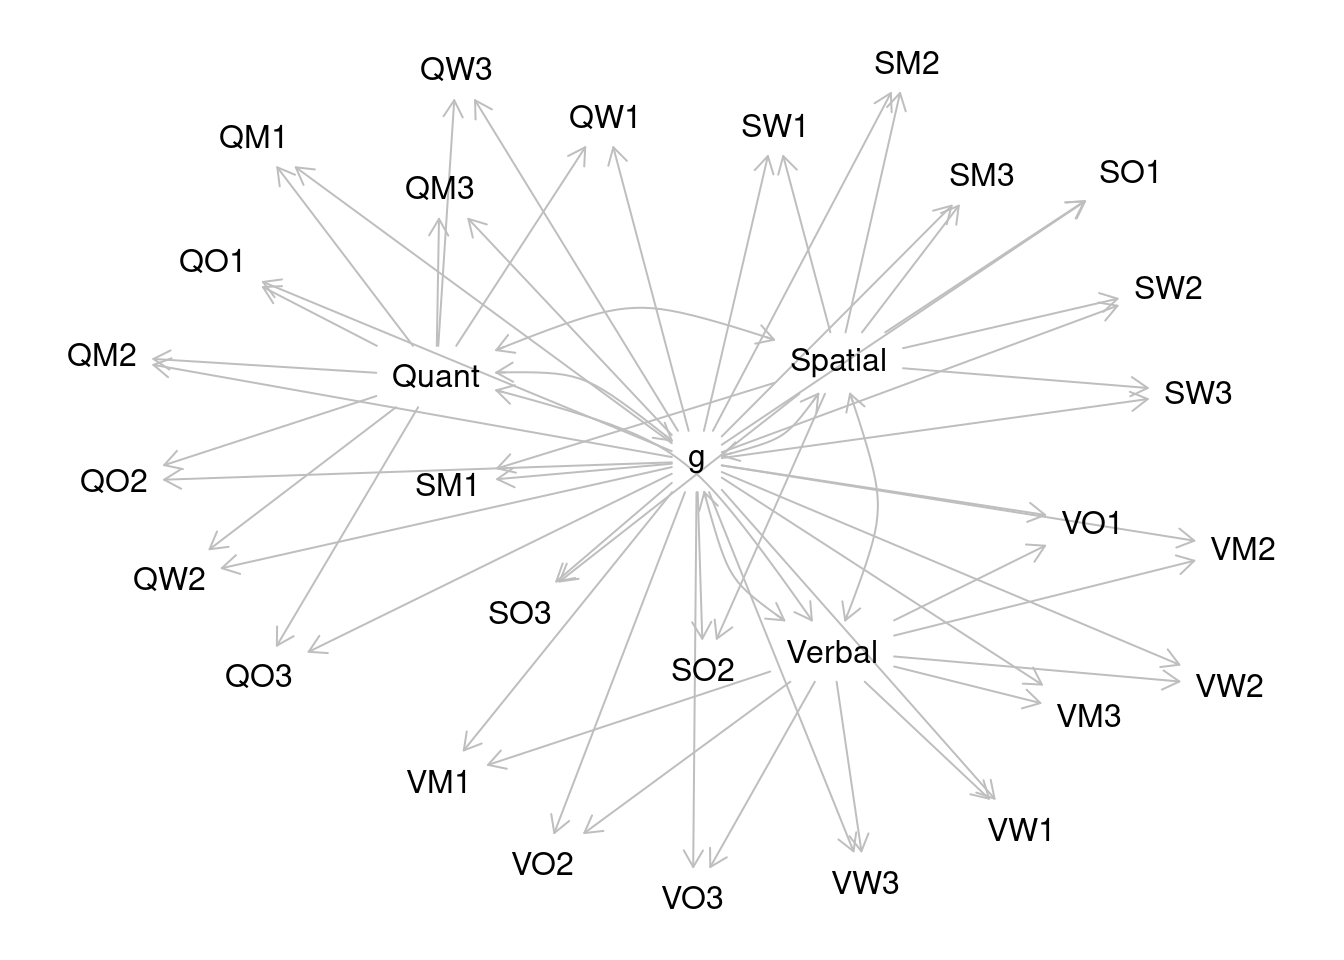 SM2
QW3
QW1
SW1
QM1
SO1
SM3
QM3
QO1
SW2
QM2
Spatial
Quant
SW3
g
QO2
SM1
VO1
VM2
QW2
SO3
Verbal
SO2
QO3
VW2
VM3
VM1
VW1
VO2
VW3
VO3